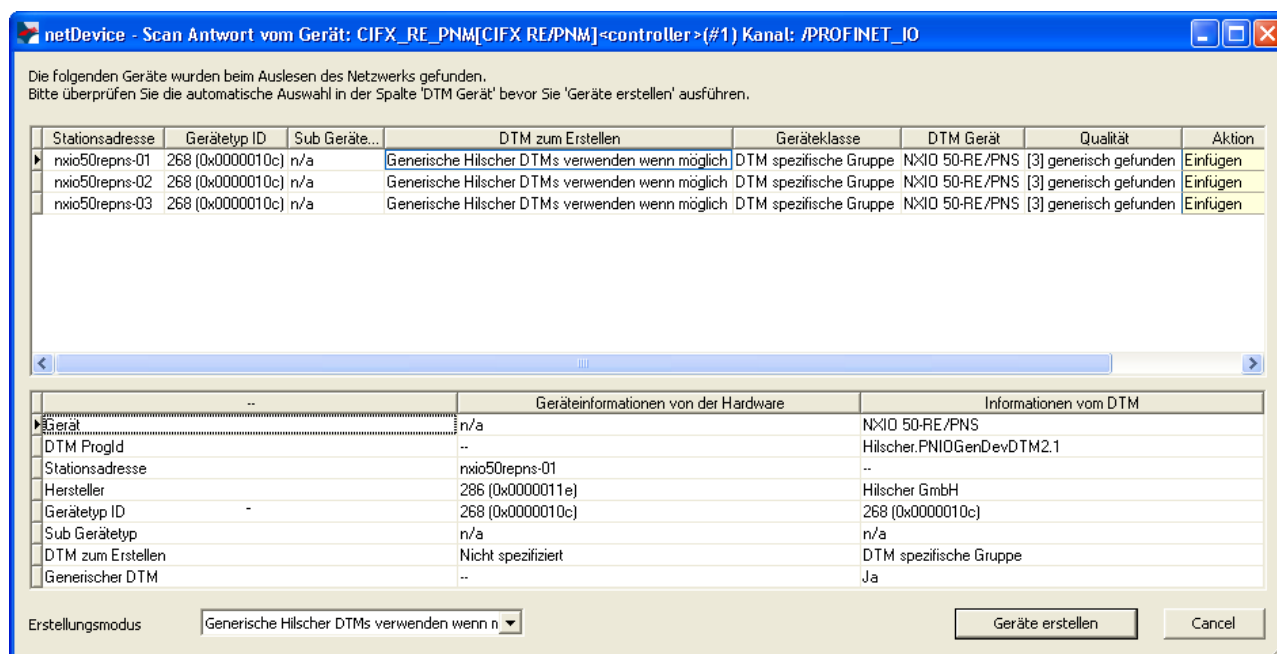 netDevice - Scan Antwort vom Gerät: CIFX_RE_PNM[CIFX RE/PNM]<controller>(#1) Kanal: /PROFINET_IO
Die folgenden Geräte wurden beim Auslesen des Netzwerks gefunden.
Bitte überprüfen Sie die automatische Auswahl in der Spalte 'DTM Gerät' bevor Sie 'Geräte erstellen' ausführen.
Stationsadresse Gerätetyp ID Sub Geräte... DTM zum Erstellen Geräteklasse DTM Gerät Qualität Aktion
nxio50repns-01 268 (0x0000010c) n/a Generische Hilscher DTMs verwenden wenn möglich DTM spezifische Gruppe NXIO 50-RE/PNS [3] generisch gefunden Einfügen
nxio50repns-02 268 (0x0000010c) n/a Generische Hilscher DTMs verwenden wenn möglich DTM spezifische Gruppe NXIO 50-RE/PNS [3] generisch gefunden Einfügen
nxio50repns-03 268 (0x0000010c) n/a Generische Hilscher DTMs verwenden wenn möglich DTM spezifische Gruppe NXIO 50-RE/PNS [3] generisch gefunden Einfügen
-- Geräteinformationen von der Hardware Informationen vom DTM
Gerät n/a NXIO 50-RE/PNS
DTM ProgId -- Hilscher.PNIOGenDevDTM2.1
Stationsadresse nxio50repns-01 --
Hersteller 286 (0x0000011e) Hilscher GmbH
Gerätetyp ID - 268 (0x0000010c) 268 (0x0000010c)
Sub Gerätetyp n/a n/a
DTM zum Erstellen Nicht spezifiziert DTM spezifische Gruppe
Generischer DTM -- Ja
Erstellungsmodus Generische Hilscher DTMs verwenden wenn n Geräte erstellen Cancel